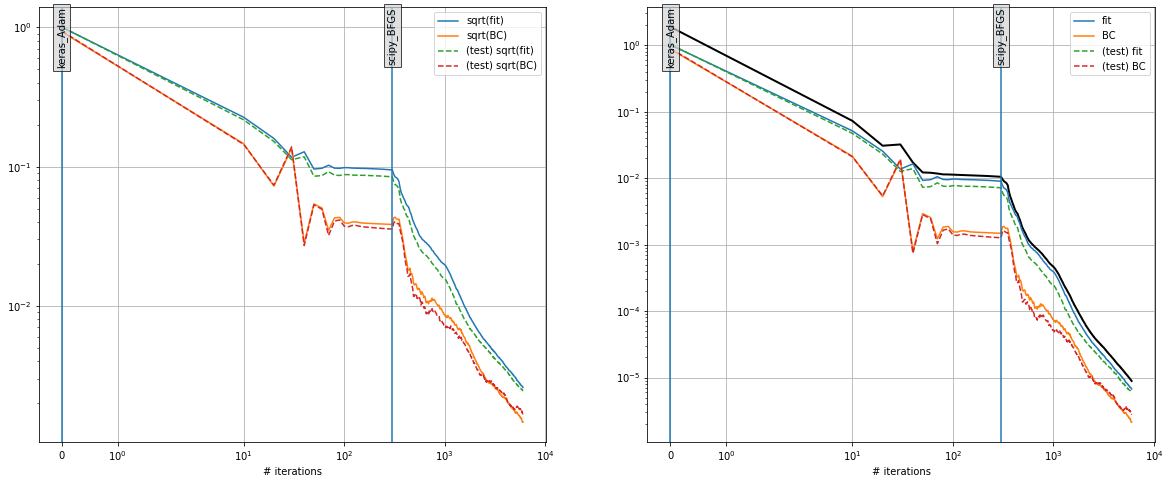 keras_Adam
scipy_BFGS
sqrt(fit)
sqrt(BC)
(test) sqrt(fit)
(test) sqrt(BC)
10⁰
10⁻¹
10⁻²
0
10⁰
10¹
10²
10³
10⁴
# iterations
keras_Adam
scipy_BFGS
fit
BC
(test) fit
(test) BC
10⁰
10⁻¹
10⁻²
10⁻³
10⁻⁴
10⁻⁵
0
10⁰
10¹
10²
10³
10⁴
# iterations